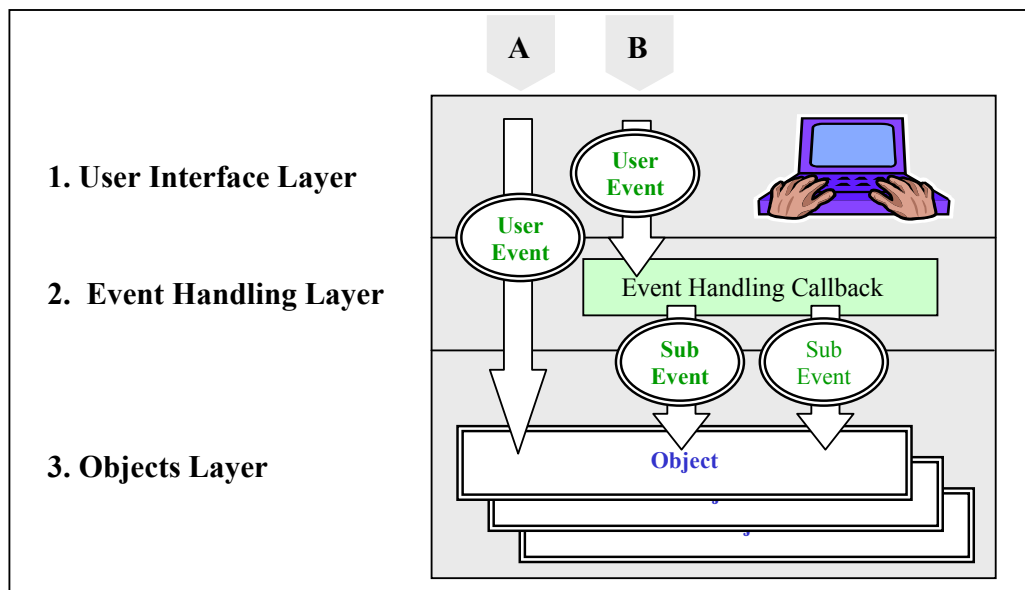 A
B
1. User Interface Layer
User
Event
User
Event
2. Event Handling Layer
Event Handling Callback
Sub
Event
Sub
Event
3. Objects Layer
Object